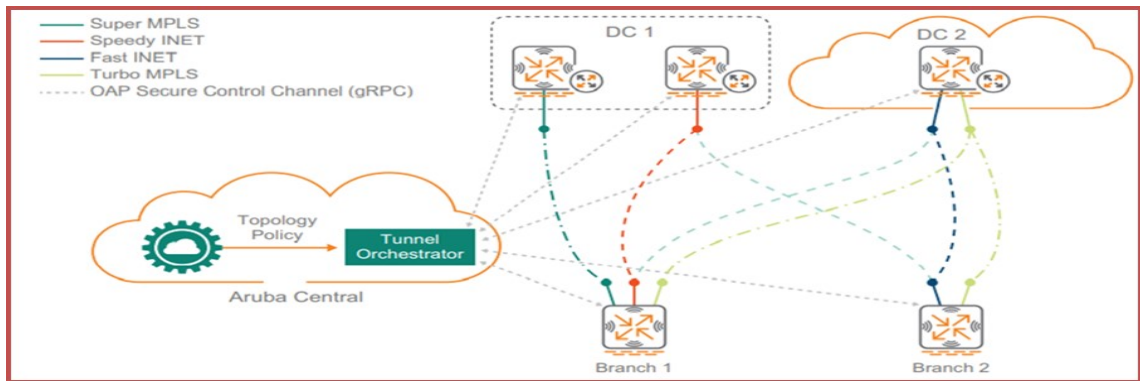 Super MPLS
Speedy INET
Fast INET
Turbo MPLS
OAP Secure Control Channel (gRPC)
DC 1
DC 2
Topology
Policy
Tunnel
Orchestrator
Aruba Central
Branch 1
Branch 2